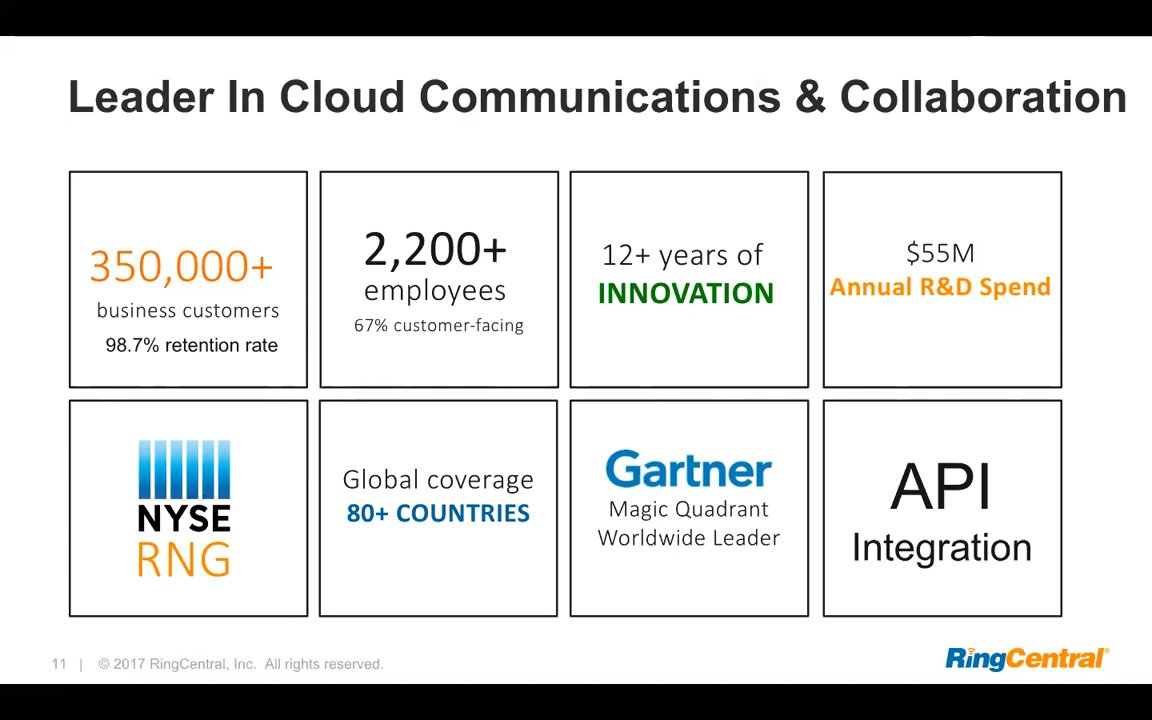 Leader In Cloud Communications & Collaboration
350,000+
business customers
98.7% retention rate
2,200+
employees
67% customer-facing
12+ years of
INNOVATION
$55M
Annual R&D Spend
NYSE
RNG
Global coverage
80+ COUNTRIES
Gartner
Magic Quadrant
Worldwide Leader
API
Integration
11 | © 2017 RingCentral, Inc. All rights reserved.
RingCentral®